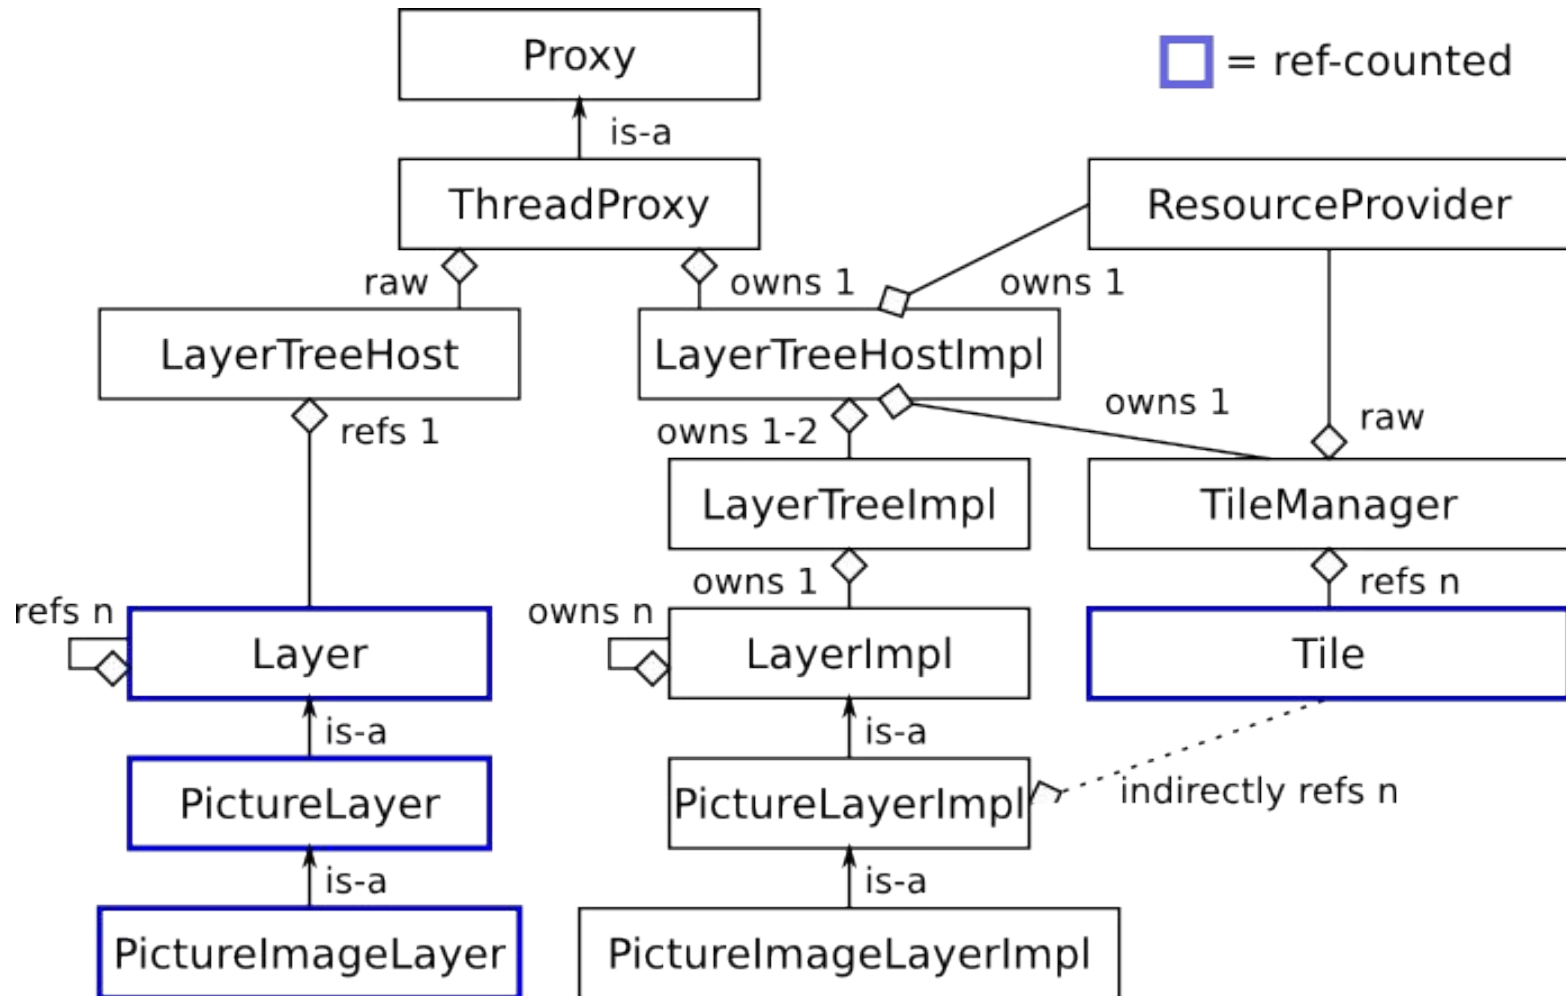 Proxy
= ref-counted
is-a
ThreadProxy
ResourceProvider
raw
owns 1
owns 1
LayerTreeHost
LayerTreeHostImpl
refs 1
owns 1-2
owns 1
raw
LayerTreeImpl
TileManager
owns 1
refs n
refs n
owns n
Layer
LayerImpl
Tile
is-a
is-a
PictureLayer
PictureLayerImpl
indirectly refs n
is-a
is-a
PictureImageLayer
PictureImageLayerImpl